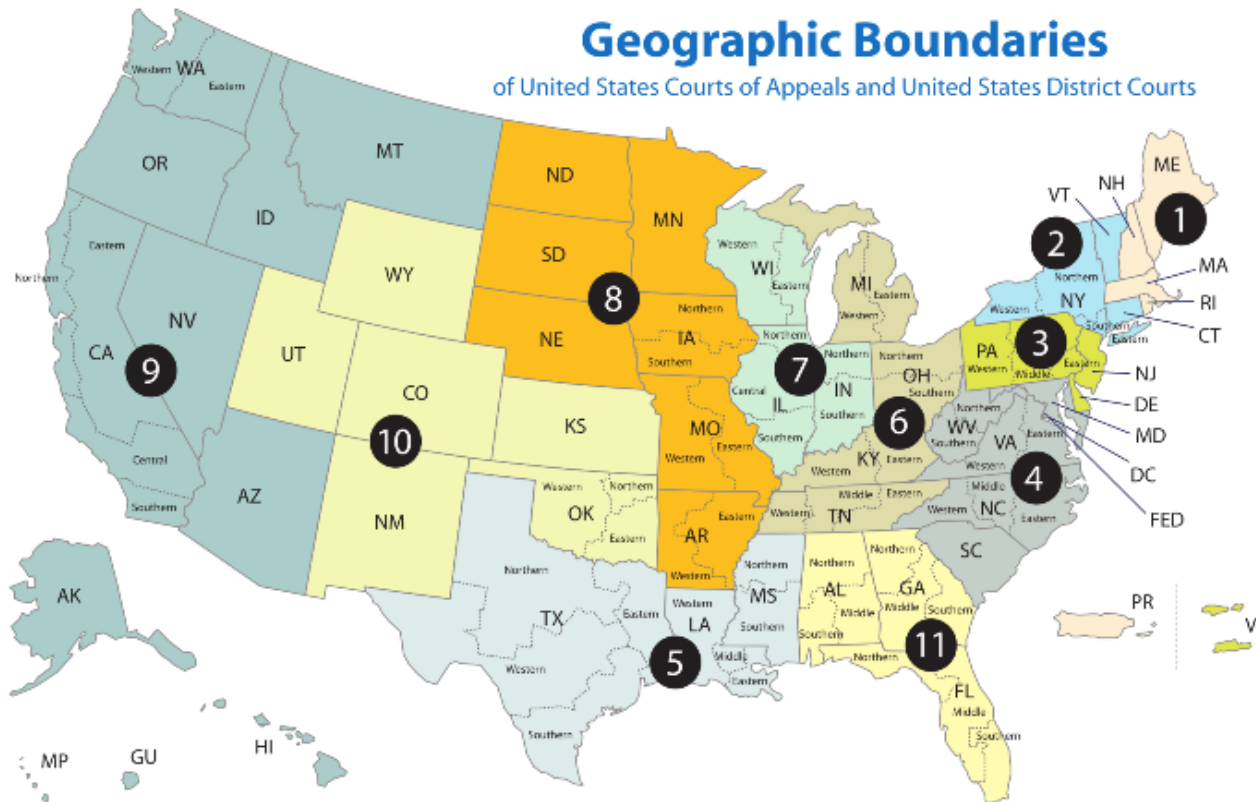 Geographic Boundaries
of United States Courts of Appeals and United States District Courts
Western
WA
Eastern
OR
MT
ID
WY
Eastern
Northern
NV
CA
9
Central
Southern
UT
CO
10
AZ
NM
ND
MN
SD
8
NE
Northern
IA
Southern
KS
MO
Western
Eastern
Western
Northern
OK
Eastern
Eastern
AR
Western
Western
WI
Eastern
MI
Eastern
Western
Northern
7
Northern
Central
IL
IN
Southern
Southern
Northern
OH
Southern
6
KY
Western
Eastern
Middle
Eastern
Western
TN
ME
NH
VT
1
2
Northern
MA
Western
NY
RI
Southern
Eastern
CT
PA
3
Western
Middle
Eastern
NJ
DE
MD
DC
FED
Northern
WV
Southern
VA
Eastern
Western
4
Middle
Western
NC
Eastern
SC
Northern
TX
Eastern
Western
Southern
Western
LA
5
Middle
Eastern
Northern
MS
Southern
Northern
AL
Middle
Southern
Northern
GA
Middle
Southern
11
Northern
FL
Middle
Southern
AK
HI
GU
MP
PR
V